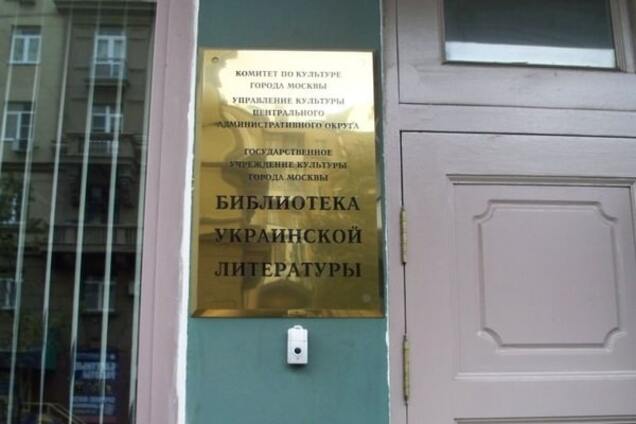 КОМИТЕТ ПО КУЛЬТУРЕ
ГОРОДА МОСКВЫ
УПРАВЛЕНИЕ КУЛЬТУРЫ
ЦЕНТРАЛЬНОГО
АДМИНИСТРАТИВНОГО ОКРУГА
ГОСУДАРСТВЕННОЕ
УЧРЕЖДЕНИЕ КУЛЬТУРЫ
ГОРОДА МОСКВЫ
БИБЛИОТЕКА
УКРАИНСКОЙ
ЛИТЕРАТУРЫ